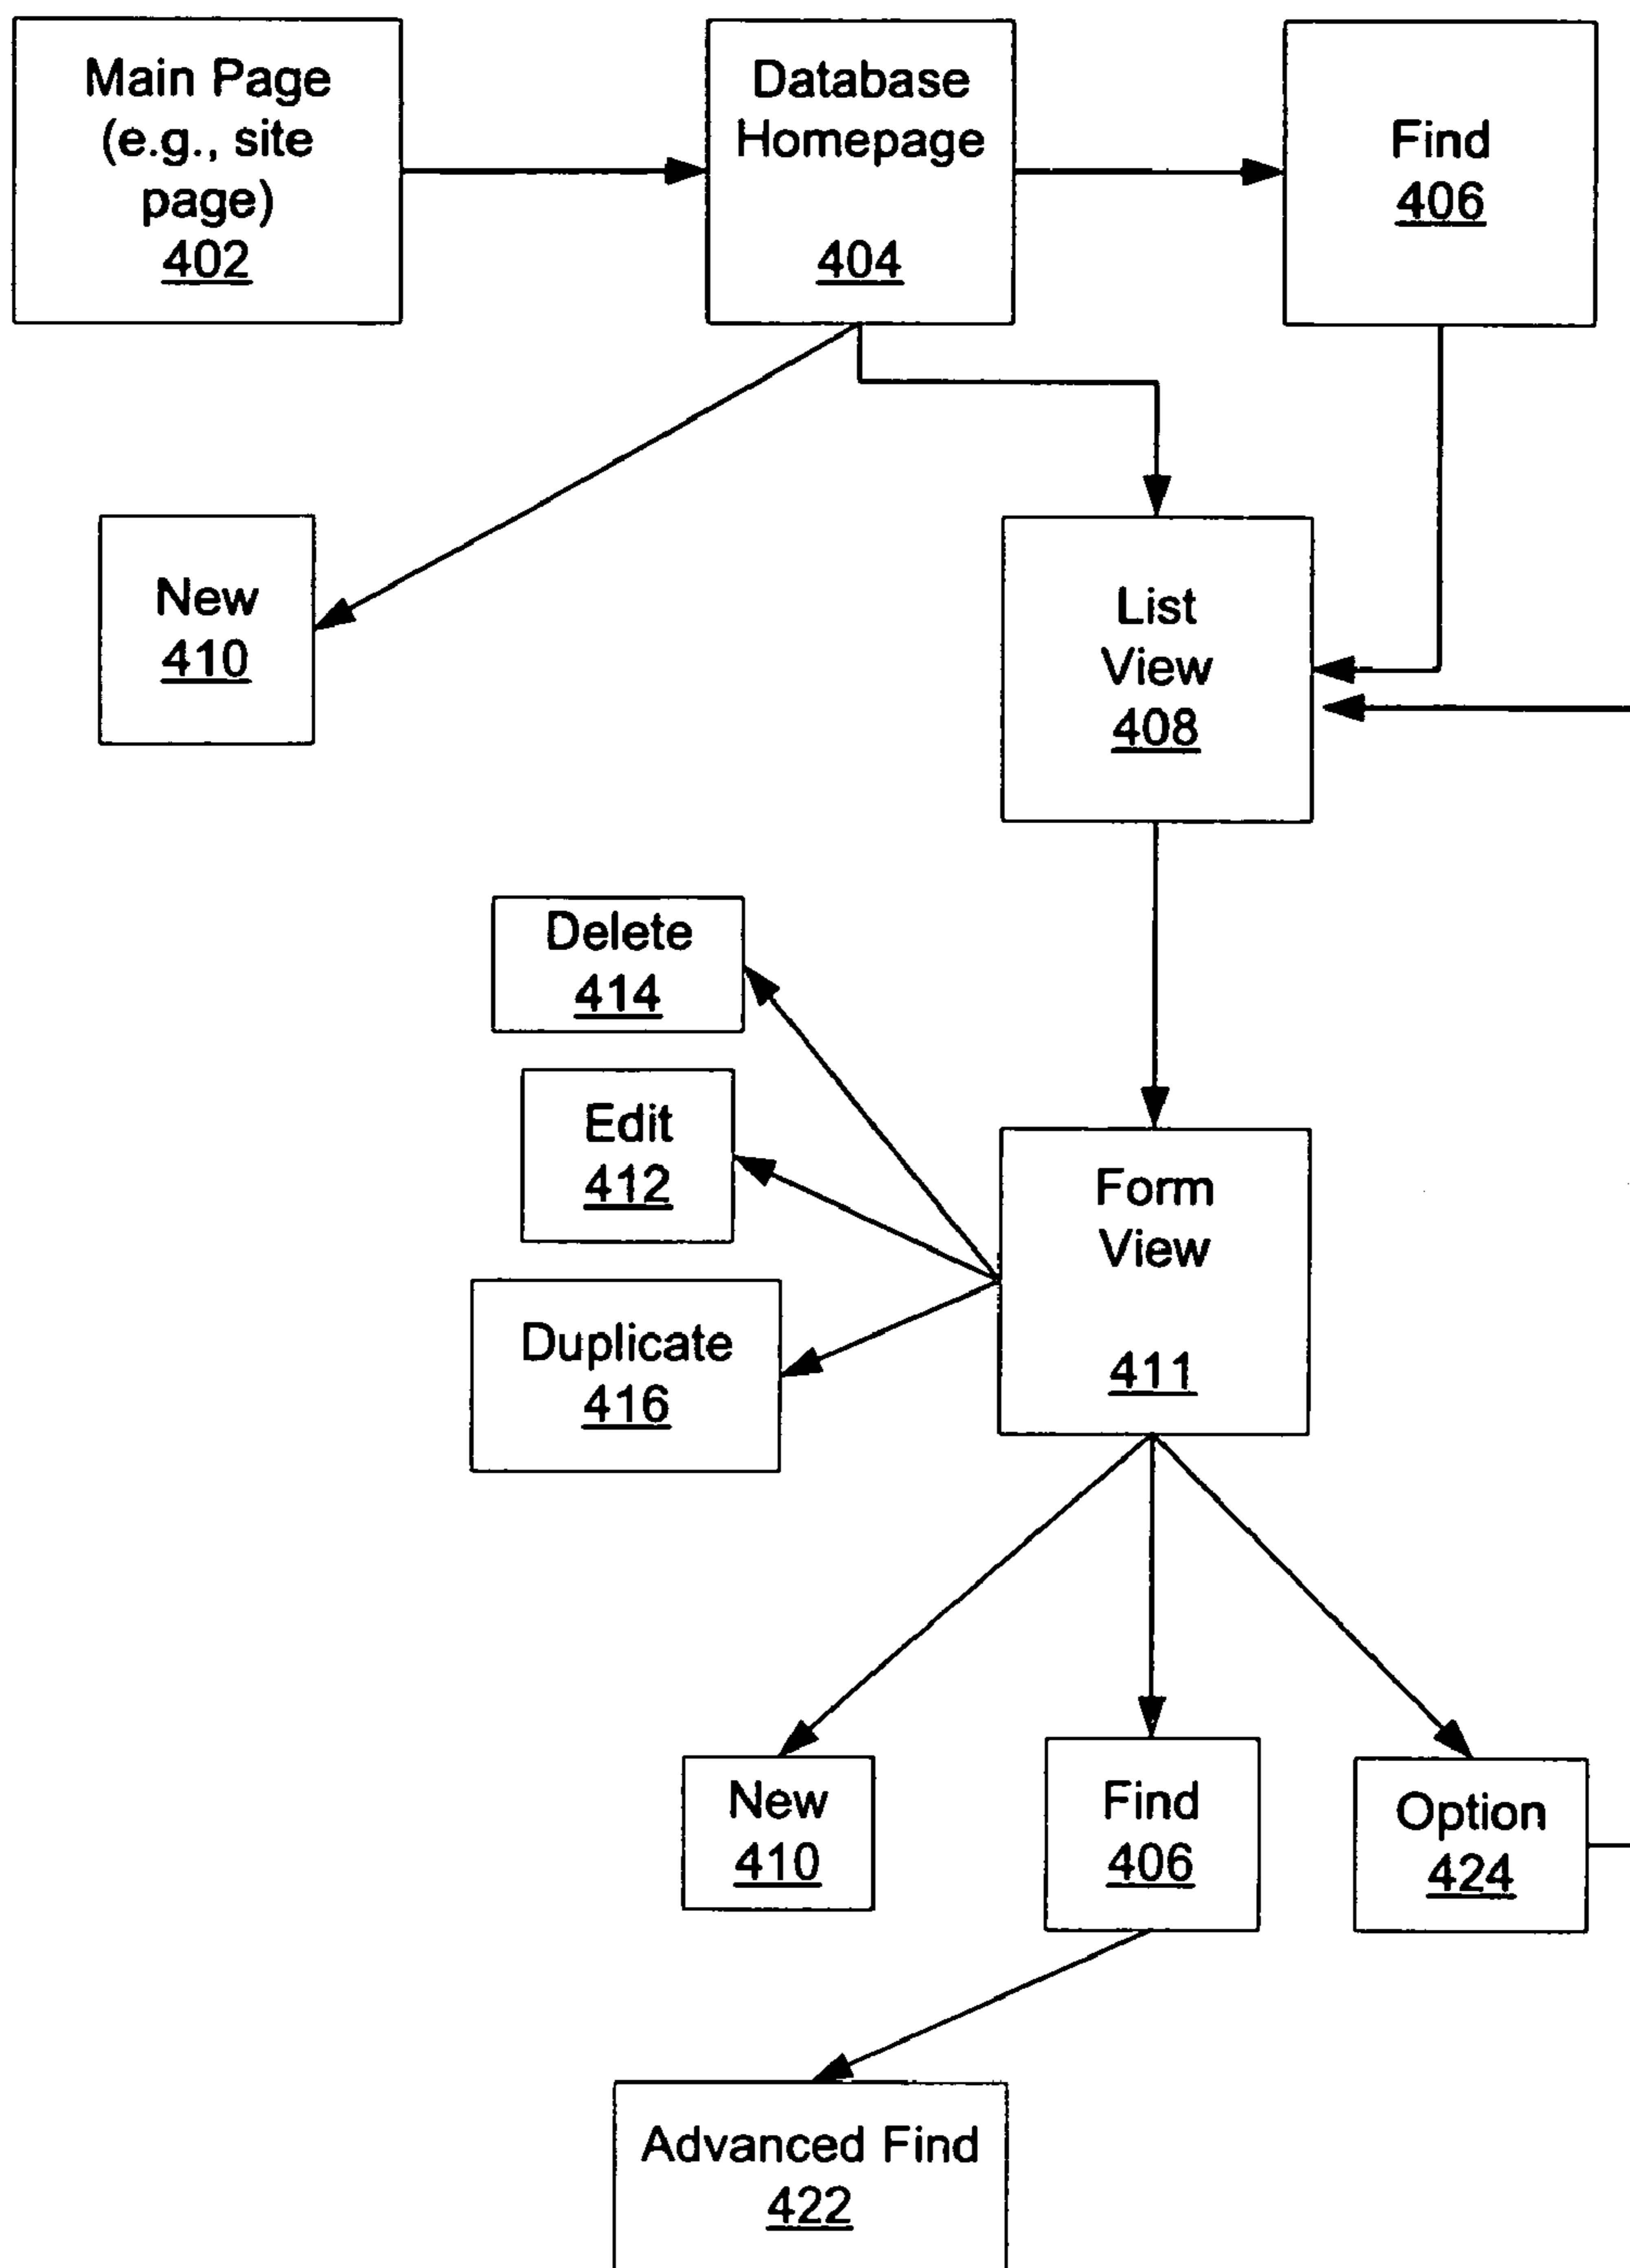 Main Page
(e.g., site
page)
402
Database
Homepage
404
Find
406
New
410
List
View
408
Delete
414
Edit
412
Duplicate
416
Form
View
411
New
410
Find
406
Option
424
Advanced Find
422